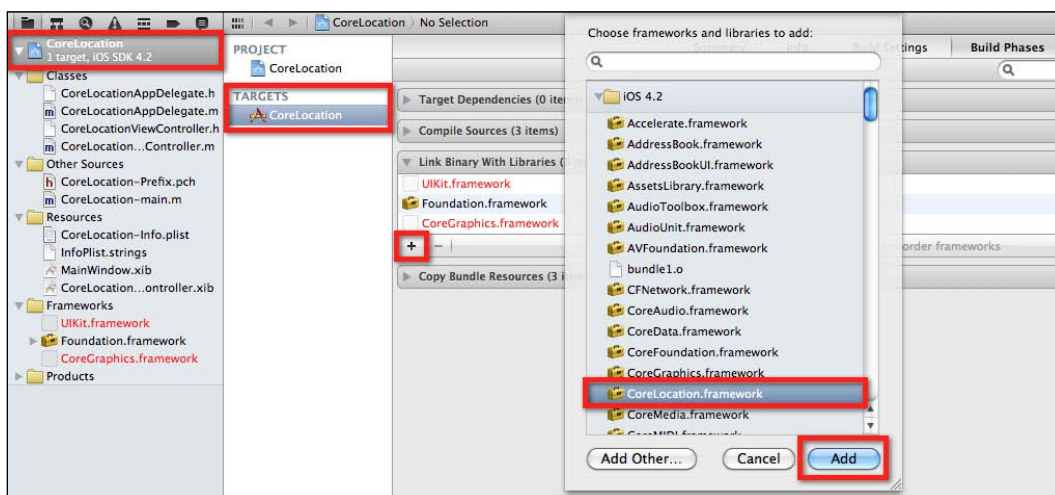 CoreLocation
1 target, iOS SDK 4.2
Classes
CoreLocationAppDelegate.h
CoreLocationAppDelegate.m
CoreLocationViewController.h
CoreLocation...Controller.m
Other Sources
CoreLocation-Prefix.pch
CoreLocation-main.m
Resources
CoreLocation-Info.plist
InfoPlist.strings
MainWindow.xib
CoreLocation...ontroller.xib
Frameworks
UIKit.framework
Foundation.framework
CoreGraphics.framework
Products
CoreLocation No Selection
PROJECT
CoreLocation
TARGETS
CoreLocation
Summary Info Build Settings Build Phases
Target Dependencies (0 ite
Compile Sources (3 items)
Link Binary With Libraries (
UIKit.framework
Foundation.framework
CoreGraphics.framework
+ −
order frameworks
Copy Bundle Resources (3 i
Choose frameworks and libraries to add:
iOS 4.2
Accelerate.framework
AddressBook.framework
AddressBookUI.framework
AssetsLibrary.framework
AudioToolbox.framework
AudioUnit.framework
AVFoundation.framework
bundle1.o
CFNetwork.framework
CoreAudio.framework
CoreData.framework
CoreFoundation.framework
CoreGraphics.framework
CoreLocation.framework
CoreMedia.framework
CoreMIDI.framework
Add Other... Cancel Add